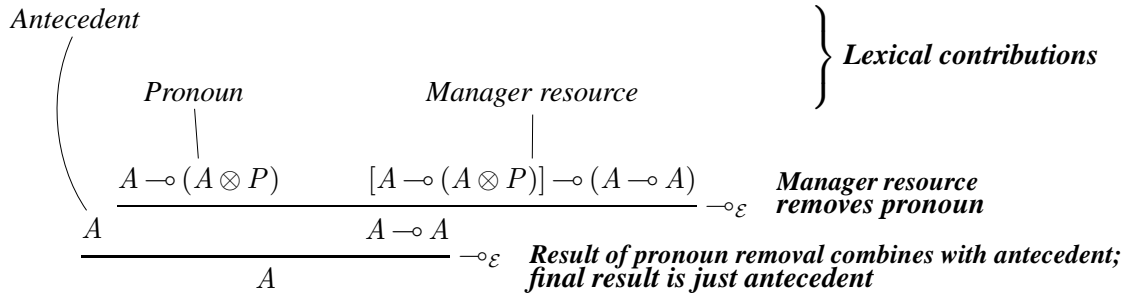 Antecedent
Lexical contributions
Pronoun Manager resource
A ⊸ (A ⊗ P) [A ⊸ (A ⊗ P)] ⊸ (A ⊸ A) ⊸ε Manager resource
removes pronoun
A A ⊸ A ⊸ε Result of pronoun removal combines with antecedent;
A final result is just antecedent